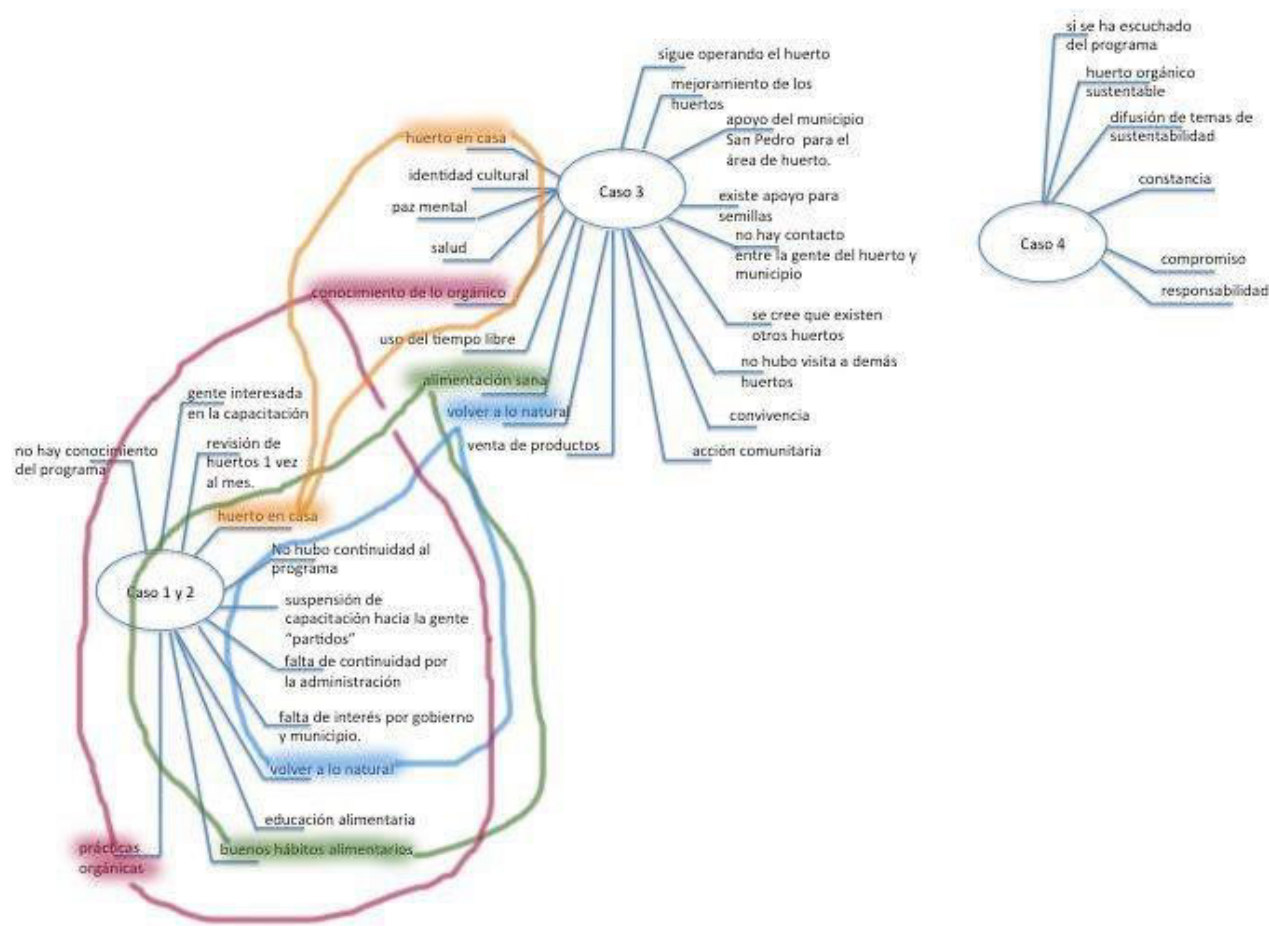 sigue operando el huerto
mejoramiento de los
huertos
apoyo del municipio
San Pedro para el
área de huerto.
huerto en casa
identidad cultural
paz mental
salud
conocimiento de lo orgánico
Caso 3
existe apoyo para
semillas
no hay contacto
entre la gente del huerto y
municipio
se cree que existen
otros huertos
uso del tiempo libre
no hubo visita a demás
huertos
alimentación sana
volver a lo natural
convivencia
venta de productos
acción comunitaria
si se ha escuchado
del programa
huerto orgánico
sustentable
difusión de temas de
sustentabilidad
constancia
Caso 4
compromiso
responsabilidad
gente interesada
en la capacitación
no hay conocimiento
del programa
revisión de
huertos 1 vez
al mes.
huerto en casa
Caso 1 y 2
No hubo continuidad al
programa
suspensión de
capacitación hacia la gente
“partidos”
falta de continuidad por
la administración
falta de interés por gobierno
y municipio.
volver a lo natural
educación alimentaria
buenos hábitos alimentarios
prácticas
orgánicas